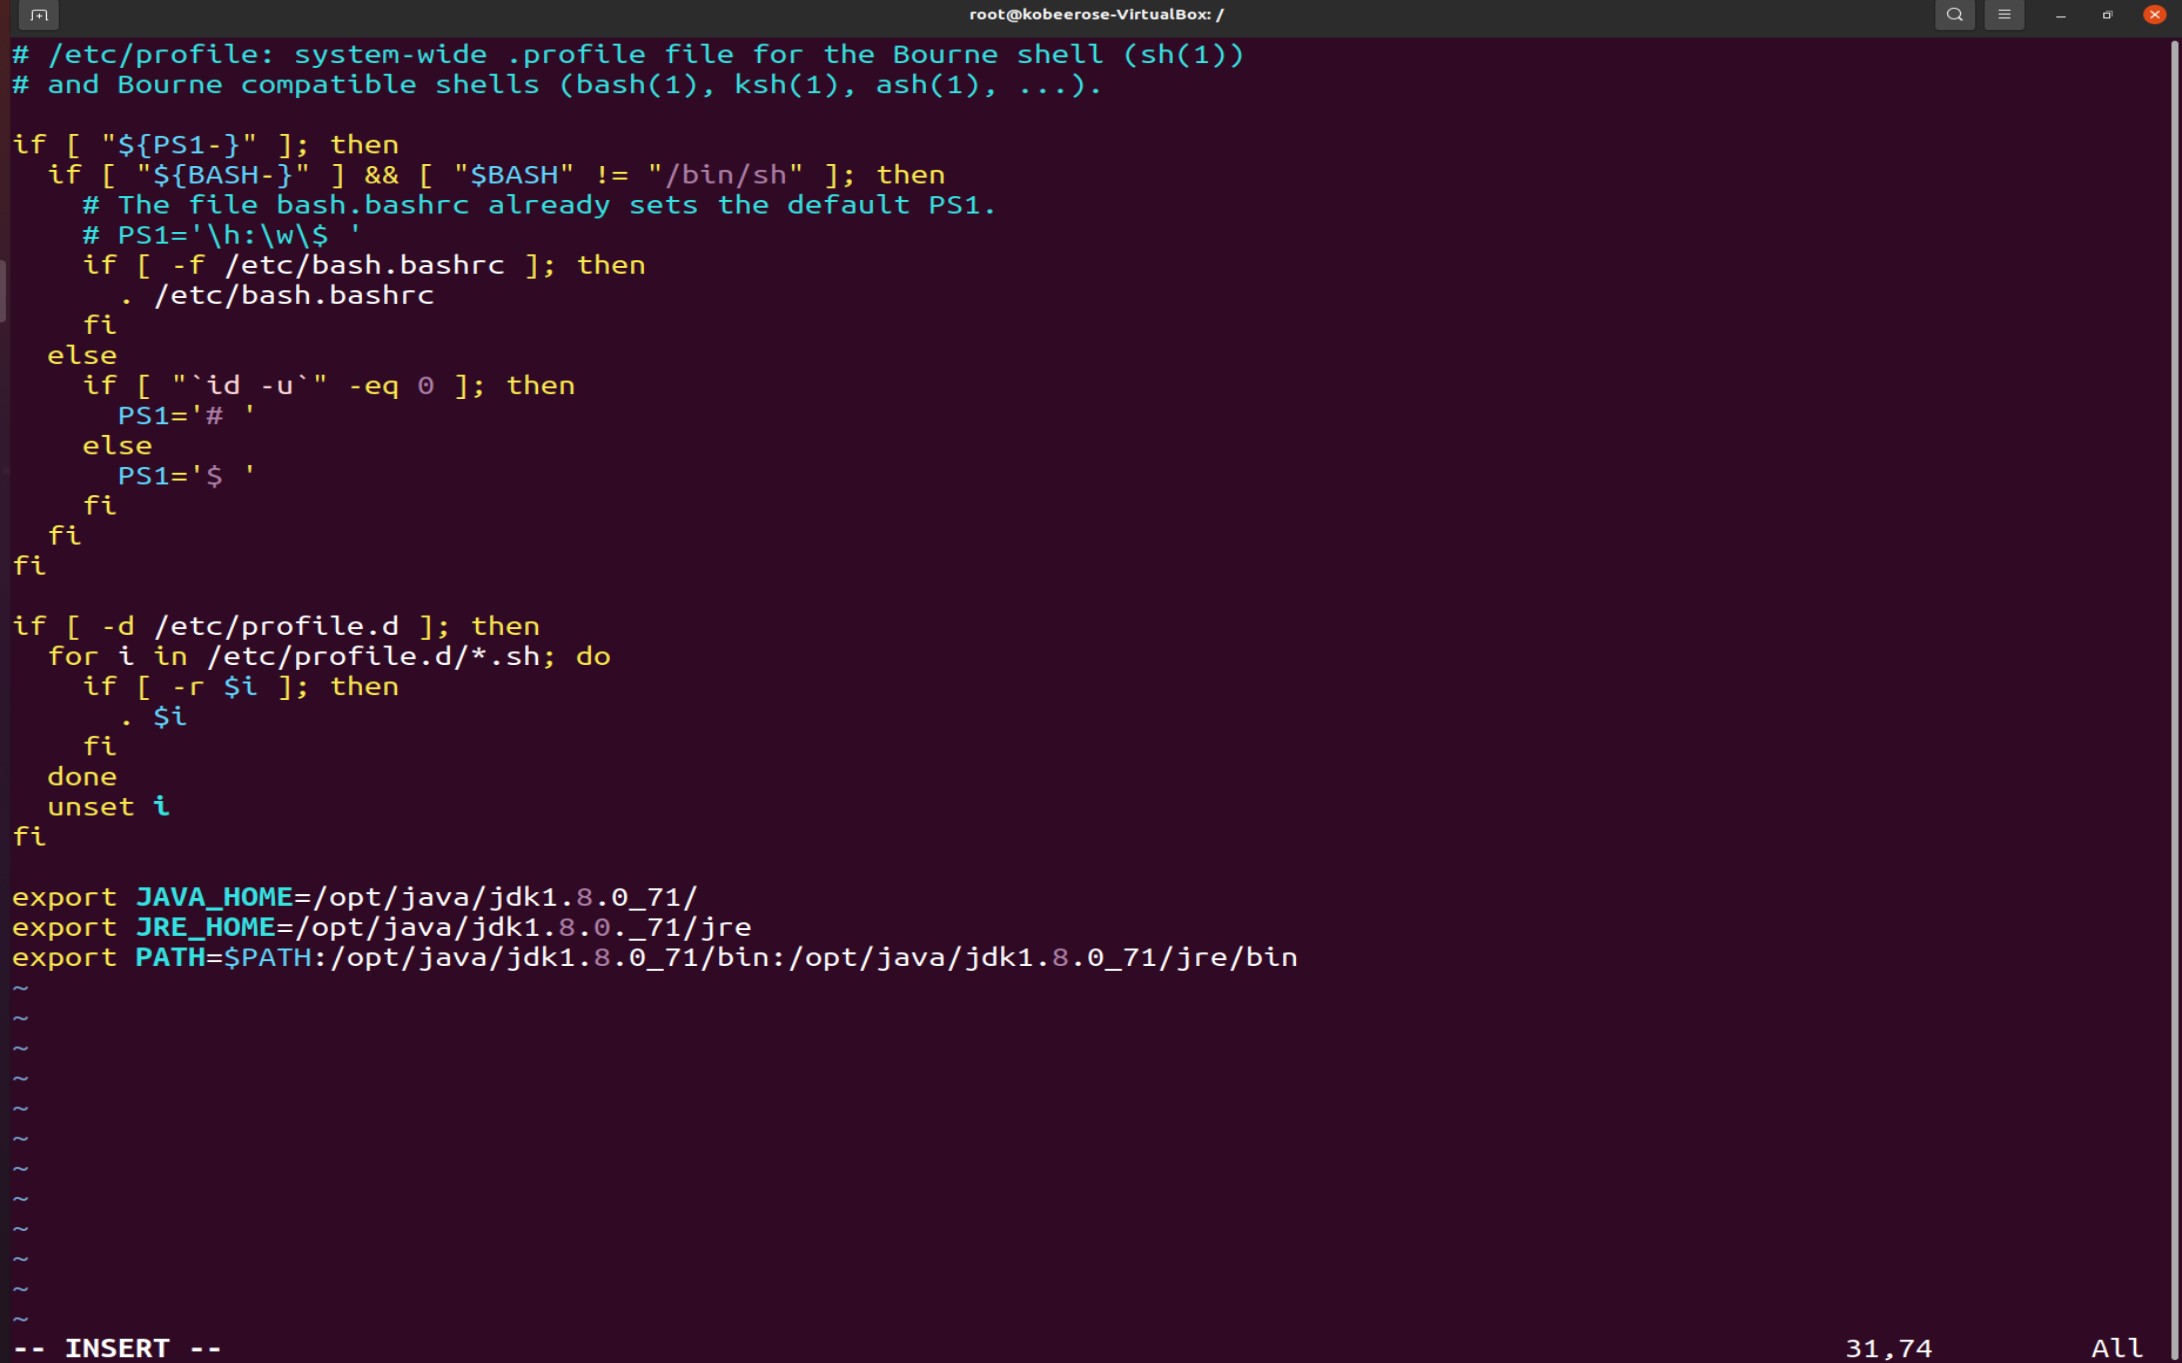 root@kobeerose-VirtualBox: /
# /etc/profile: system-wide .profile file for the Bourne shell (sh(1))
# and Bourne compatible shells (bash(1), ksh(1), ash(1), ...).
if [ "${PS1-}" ]; then
  if [ "${BASH-}" ] && [ "$BASH" != "/bin/sh" ]; then
    # The file bash.bashrc already sets the default PS1.
    # PS1='\h:\w\$ '
    if [ -f /etc/bash.bashrc ]; then
      . /etc/bash.bashrc
    fi
  else
    if [ "`id -u`" -eq 0 ]; then
      PS1='# '
    else
      PS1='$ '
    fi
  fi
fi
if [ -d /etc/profile.d ]; then
  for i in /etc/profile.d/*.sh; do
    if [ -r $i ]; then
      . $i
    fi
  done
  unset i
fi
export JAVA_HOME=/opt/java/jdk1.8.0_71/
export JRE_HOME=/opt/java/jdk1.8.0._71/jre
export PATH=$PATH:/opt/java/jdk1.8.0_71/bin:/opt/java/jdk1.8.0_71/jre/bin
~
~
~
~
~
~
~
~
~
~
~
~
-- INSERT -- 31,74 All